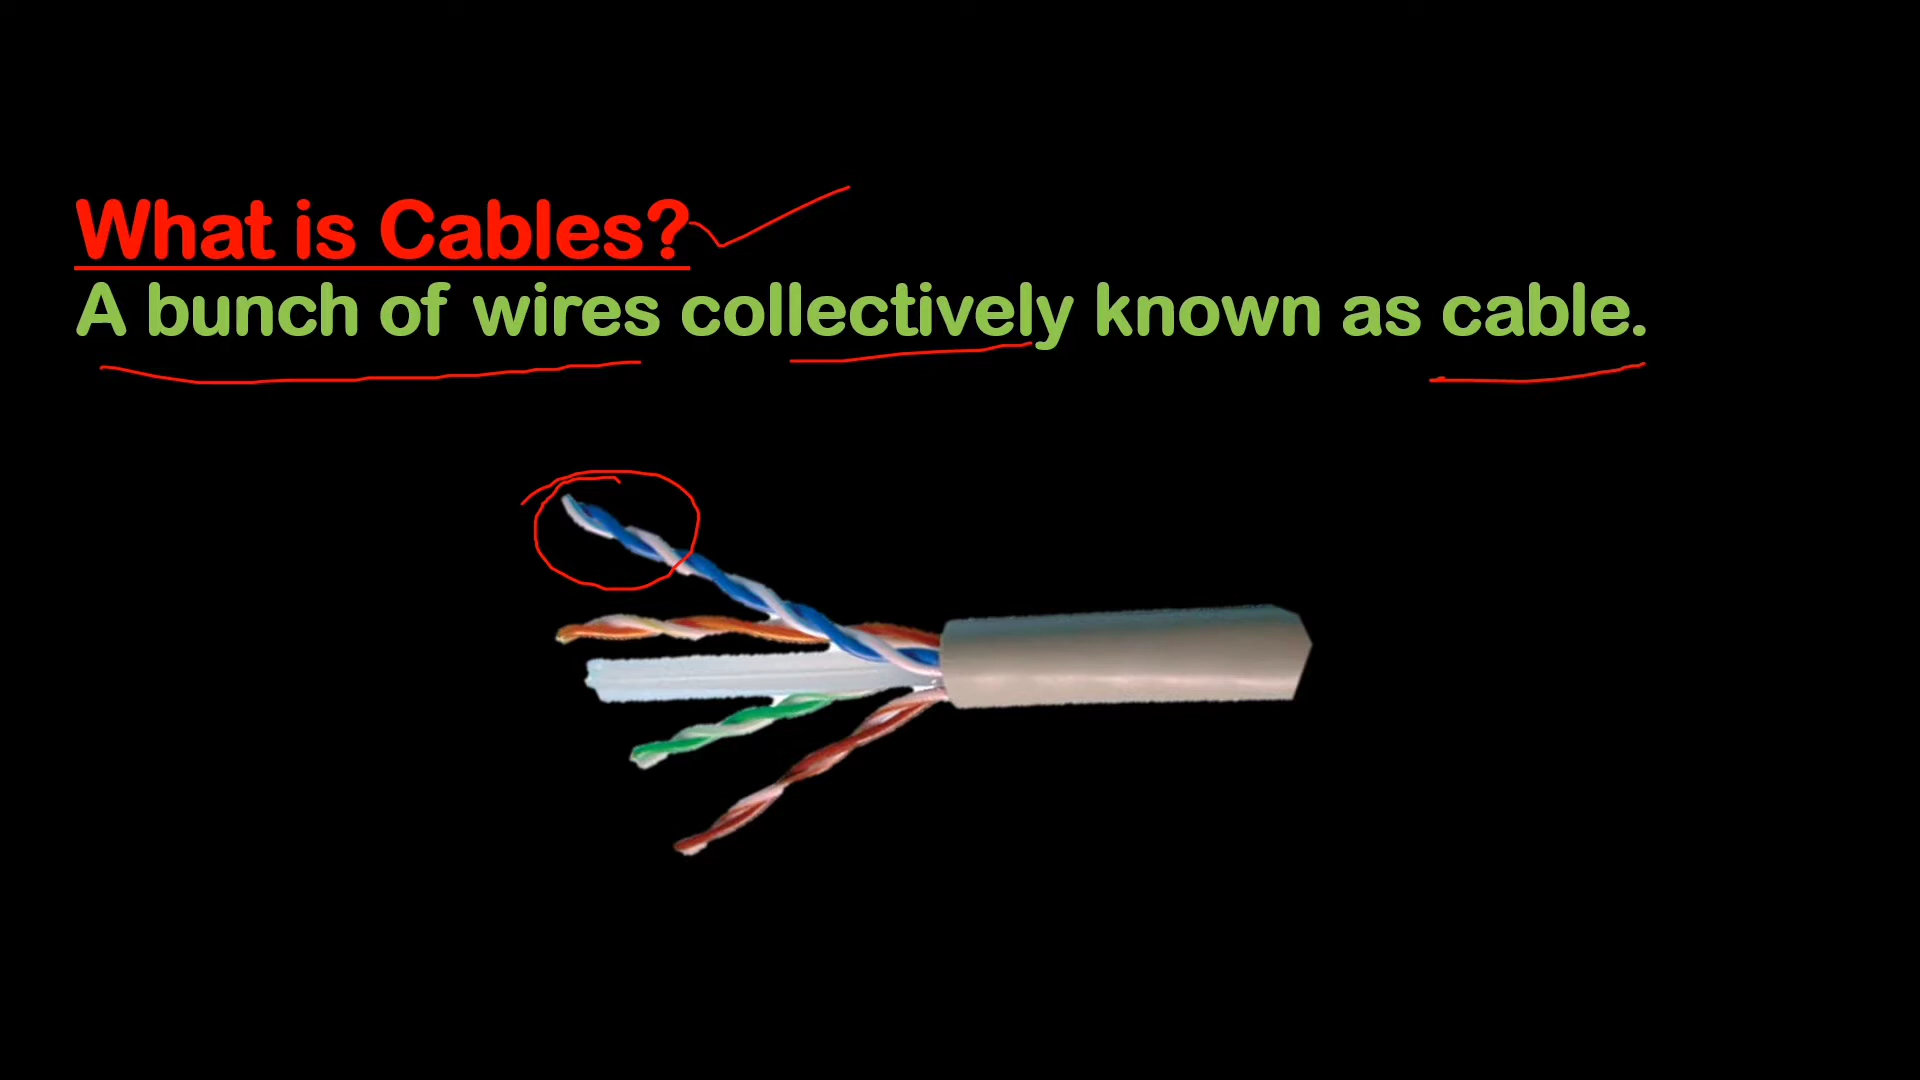 What is Cables?
A bunch of wires collectively known as cable.